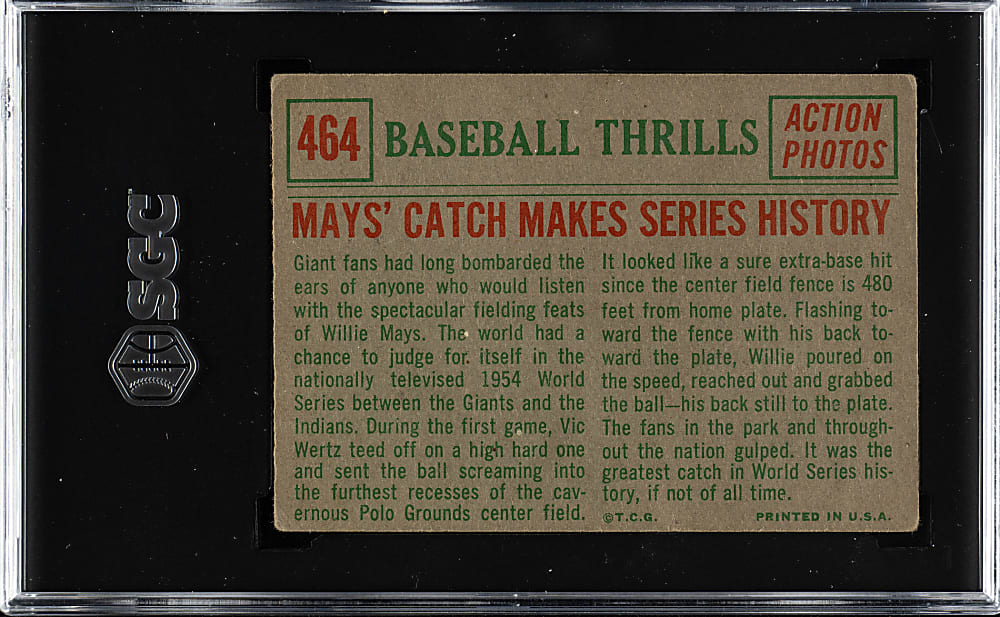 SGC
464
BASEBALL THRILLS
ACTION
PHOTOS
MAYS' CATCH MAKES SERIES HISTORY
Giant fans had long bombarded the
ears of anyone who would listen
with the spectacular fielding feats
of Willie Mays. The world had a
chance to judge for itself in the
nationally televised 1954 World
Series between the Giants and the
Indians. During the first game, Vic
Wertz teed off on a high hard one
and sent the ball screaming into
the furthest recesses of the cav-
ernous Polo Grounds center field.
It looked like a sure extra-base hit
since the center field fence is 480
feet from home plate. Flashing to-
ward the fence with his back to-
ward the plate, Willie poured on
the speed, reached out and grabbed
the ball—his back still to the plate.
The fans in the park and through-
out the nation gulped. It was the
greatest catch in World Series his-
tory, if not of all time.
©T.C.G.
PRINTED IN U.S.A.